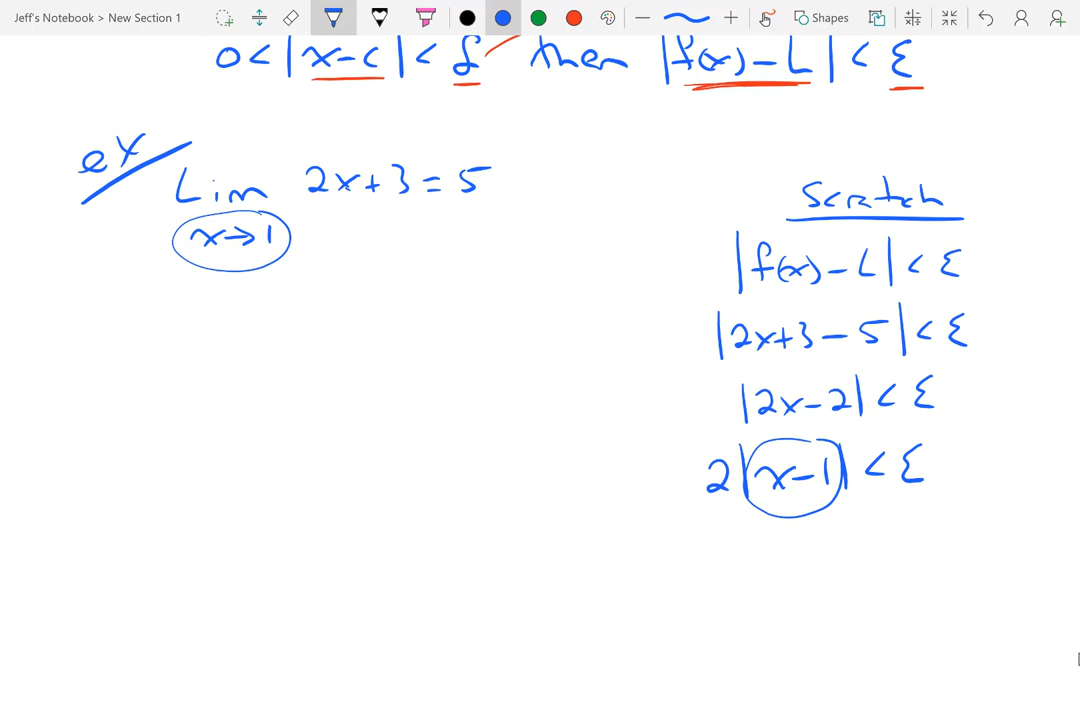 Jeff's Notebook > New Section 1
Shapes
0 < |x-c| < δ then |f(x) - L| < ε
ex
Lim 2x+3 = 5
x→1
Scratch
|f(x) - L| < ε
|2x+3 - 5| < ε
|2x-2| < ε
2|x-1| < ε